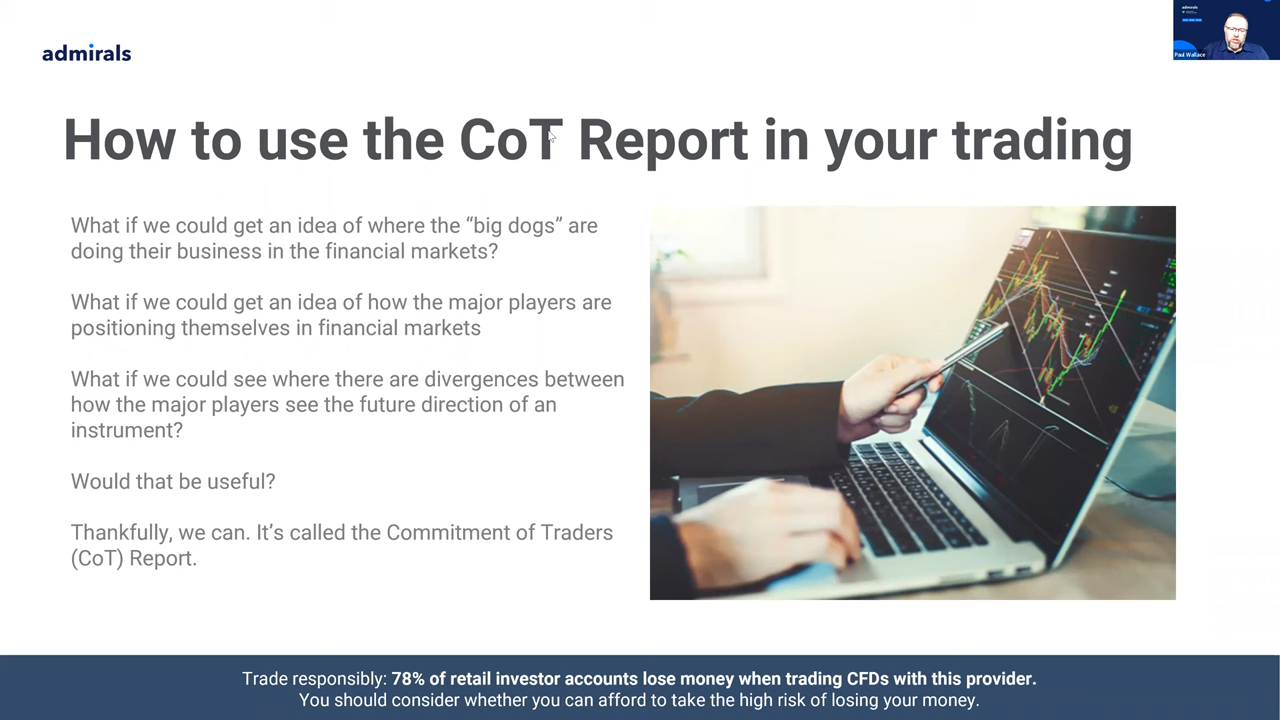 admirals
admirals
Paul Wallace
How to use the CoT Report in your trading
What if we could get an idea of where the “big dogs” are
doing their business in the financial markets?
What if we could get an idea of how the major players are
positioning themselves in financial markets
What if we could see where there are divergences between
how the major players see the future direction of an
instrument?
Would that be useful?
Thankfully, we can. It’s called the Commitment of Traders
(CoT) Report.
Trade responsibly: 78% of retail investor accounts lose money when trading CFDs with this provider.
You should consider whether you can afford to take the high risk of losing your money.